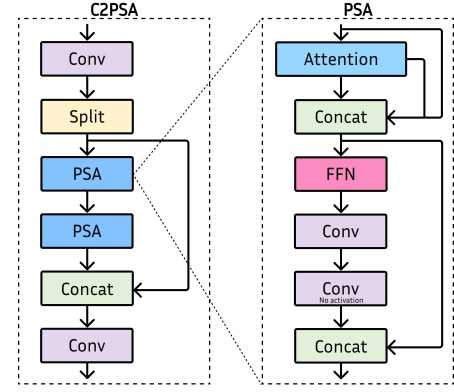 C2PSA
Conv
Split
PSA
PSA
Concat
Conv
PSA
Attention
Concat
FFN
Conv
Conv
No activation
Concat